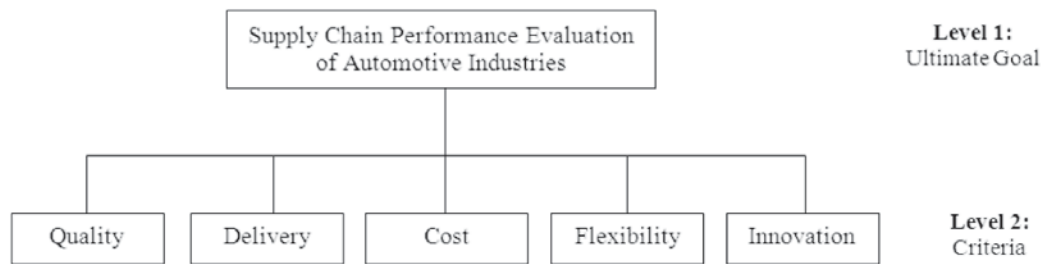 Supply Chain Performance Evaluation
of Automotive Industries
Level 1:
Ultimate Goal
Quality
Delivery
Cost
Flexibility
Innovation
Level 2:
Criteria